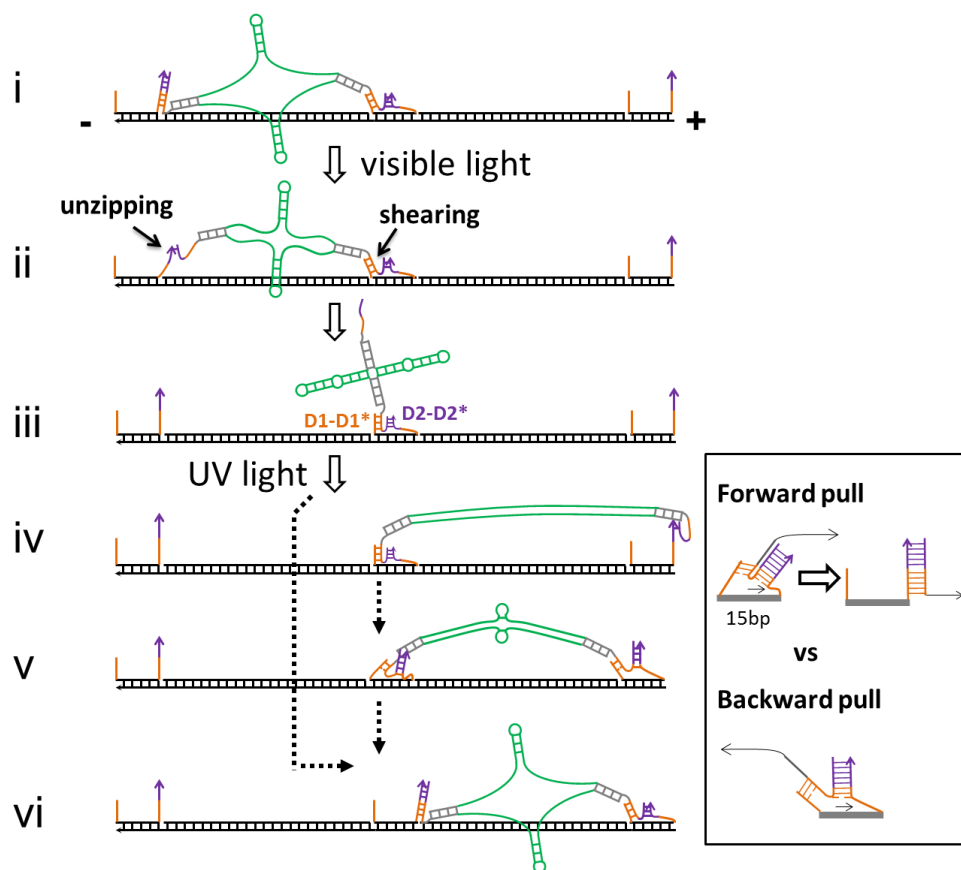 i
- +
visible light
unzipping
shearing
ii
iii
D1-D1* D2-D2*
UV light
iv
v
vi
Forward pull
15bp
vs
Backward pull